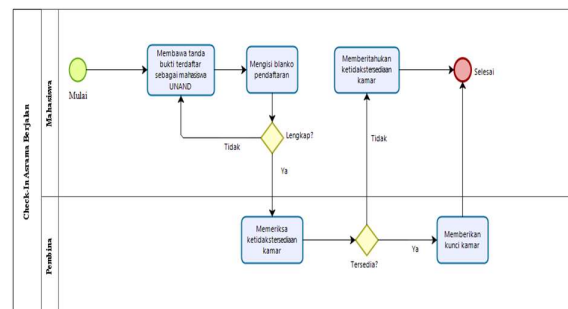 Check-In Asrama Berjalan
Mahasiswa
Mulai
Membawa tanda
bukti terdaftar
sebagai mahasiswa
UNAND
Mengisi blanko
pendaftaran
Lengkap?
Tidak
Ya
Memberitahukan
ketidakstersediaan
kamar
Selesai
Tidak
Pembina
Memeriksa
ketidakstersediaan
kamar
Tersedia?
Ya
Memberikan
kunci kamar